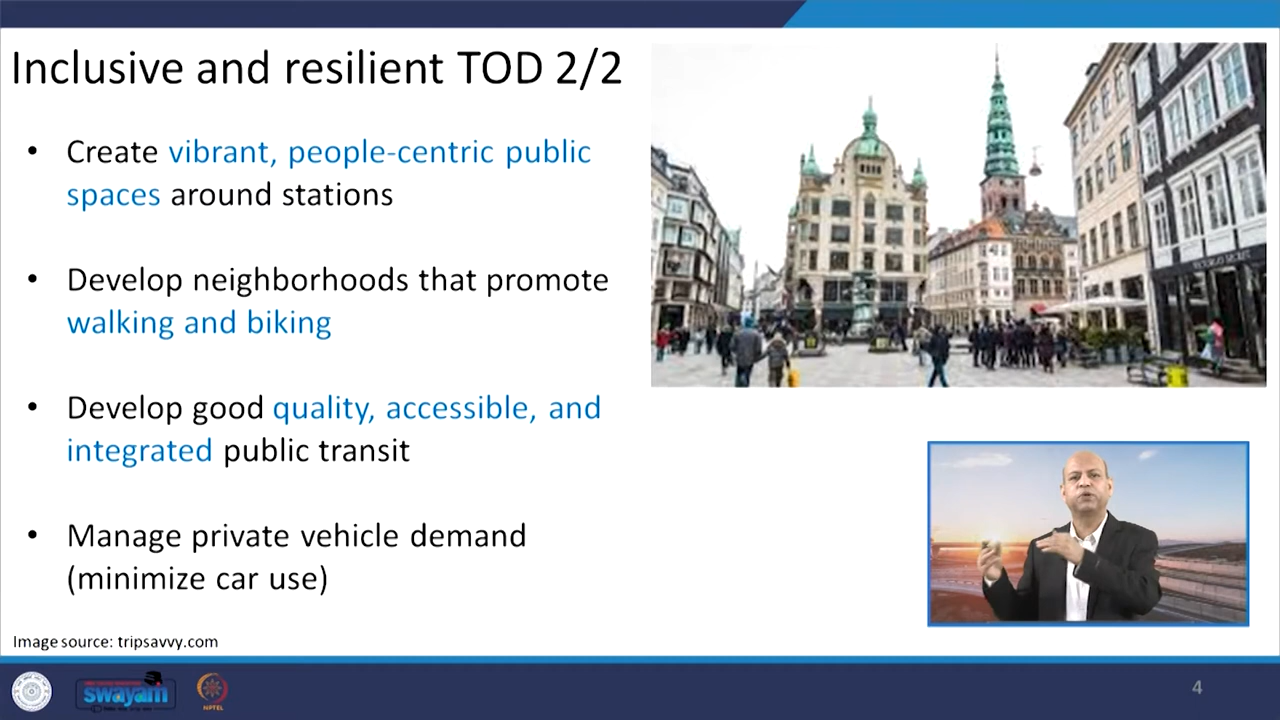 Inclusive and resilient TOD 2/2
• Create vibrant, people-centric public
spaces around stations
• Develop neighborhoods that promote
walking and biking
• Develop good quality, accessible, and
integrated public transit
• Manage private vehicle demand
(minimize car use)
Image source: tripsavvy.com
swayam
NPTEL
4